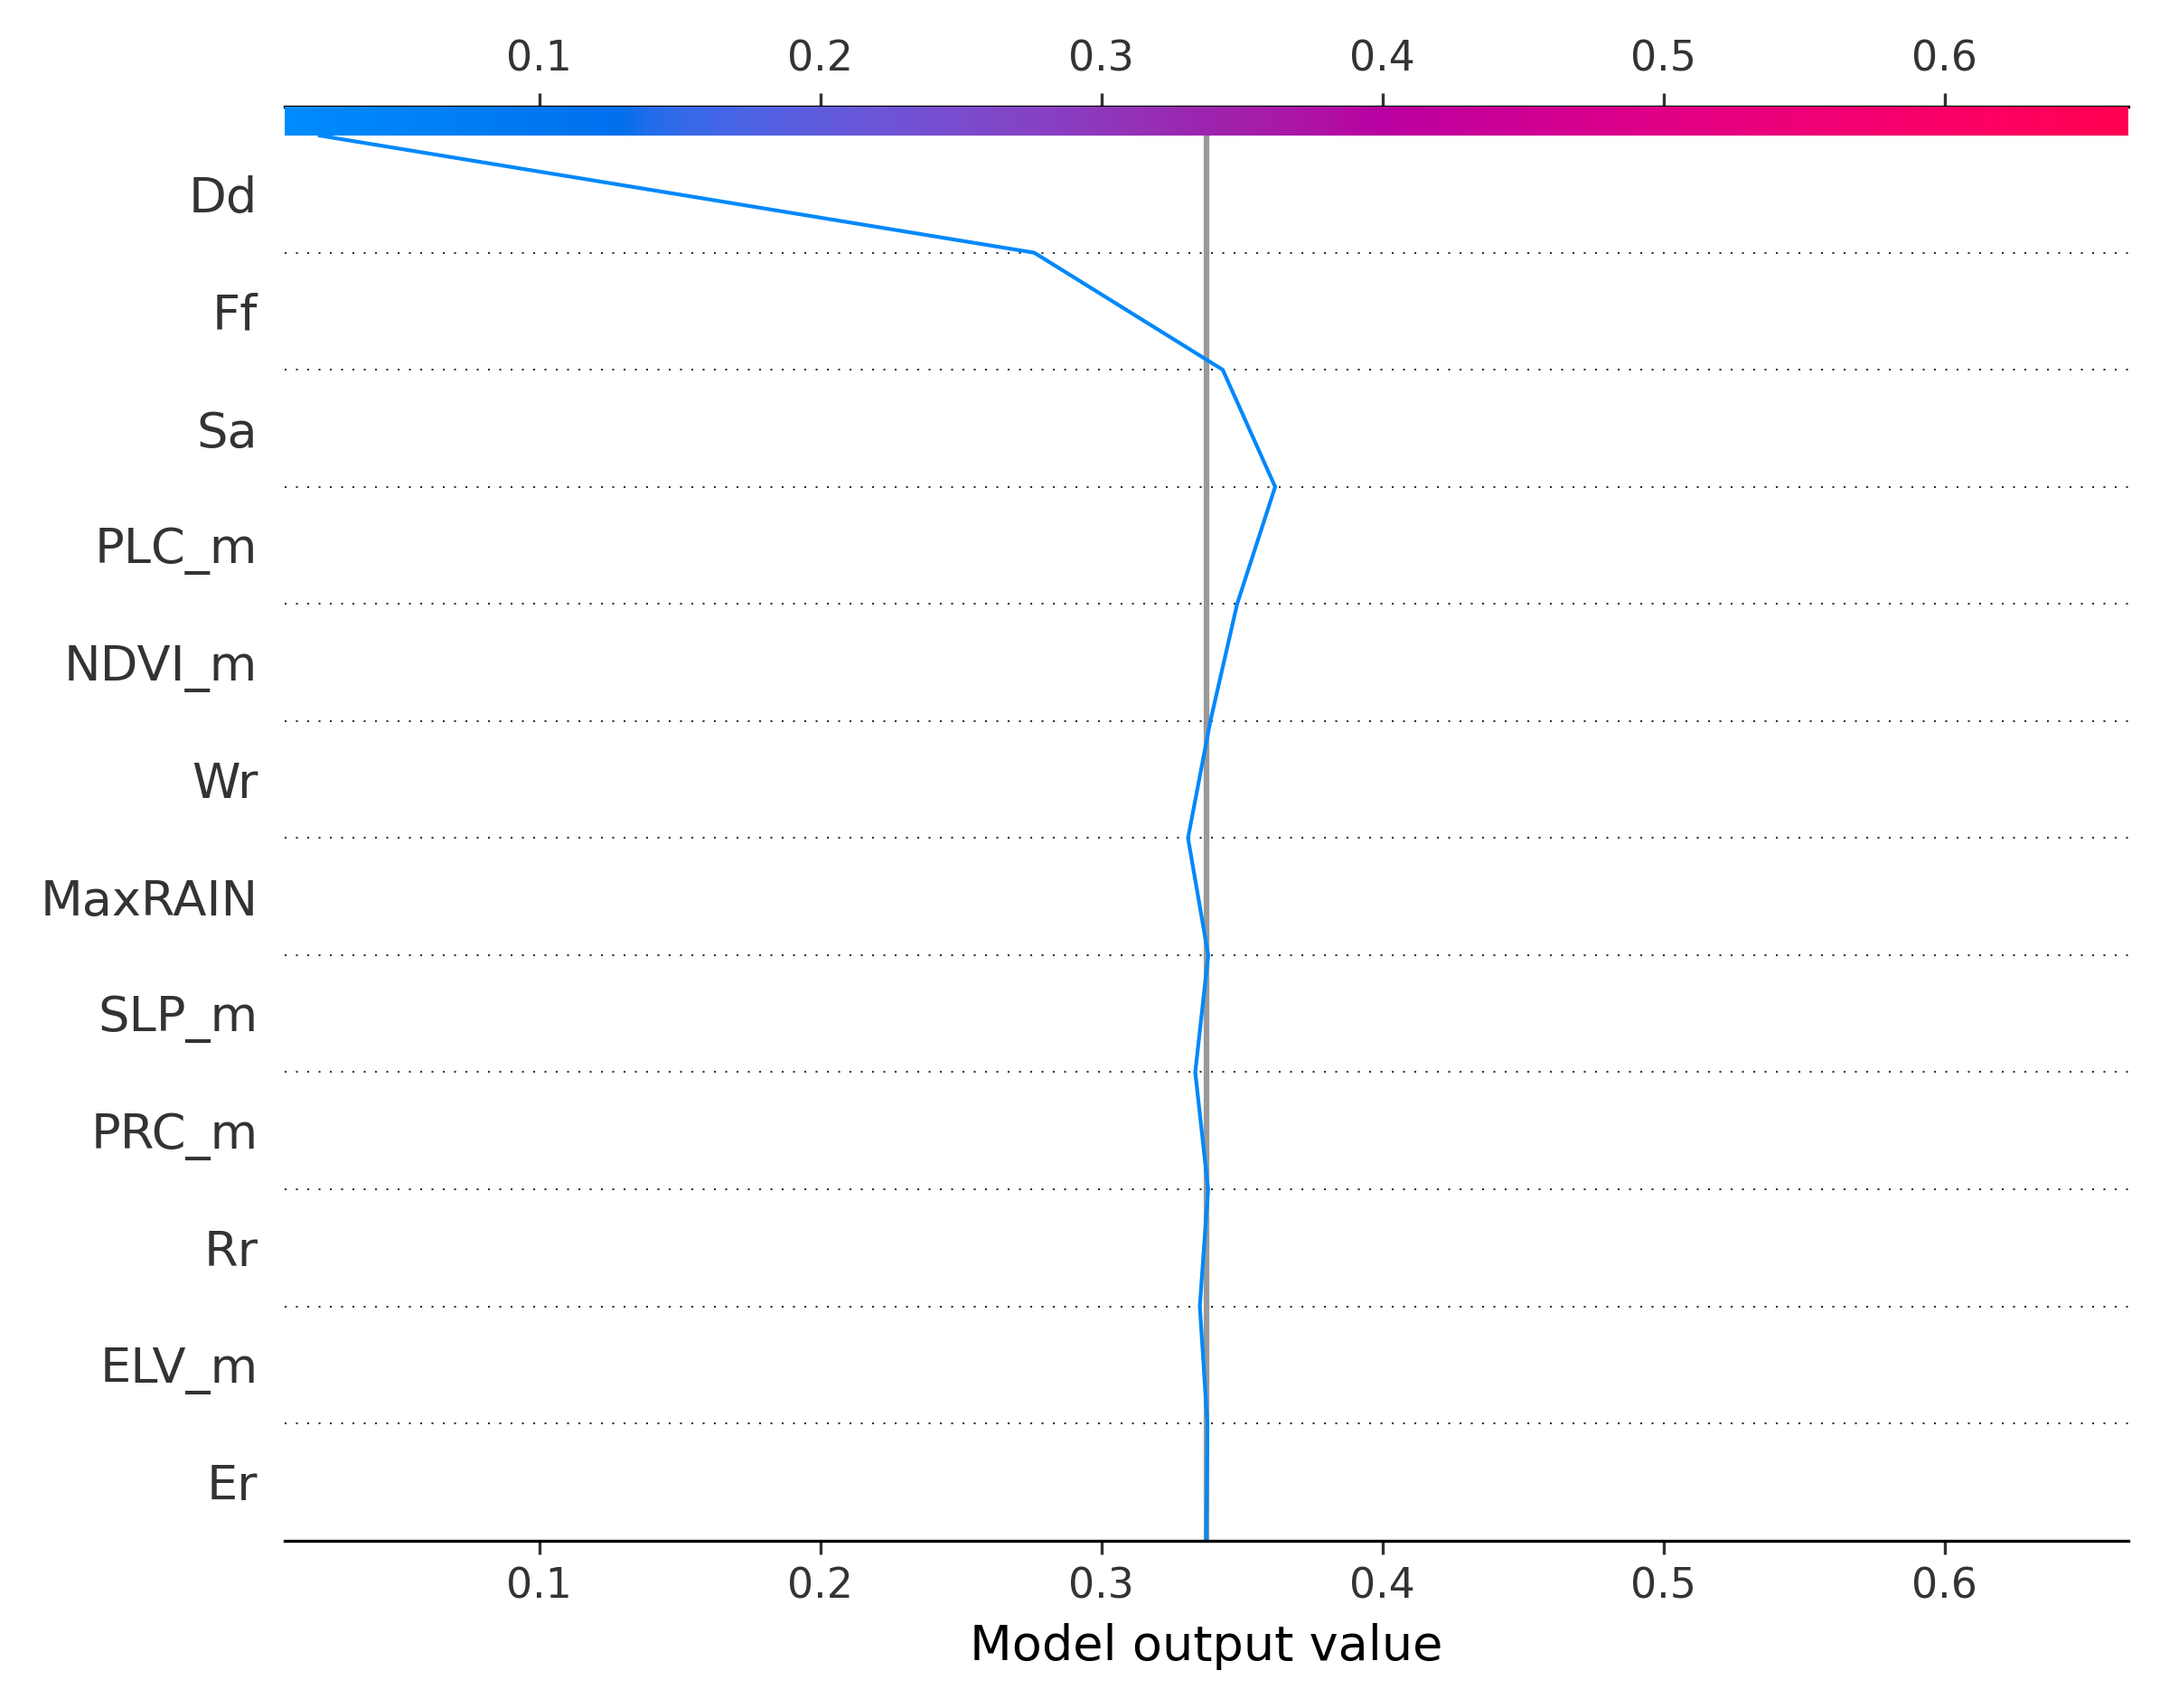 0.1 0.2 0.3 0.4 0.5 0.6
Dd
Ff
Sa
PLC_m
NDVI_m
Wr
MaxRAIN
SLP_m
PRC_m
Rr
ELV_m
Er
0.1 0.2 0.3 0.4 0.5 0.6
Model output value